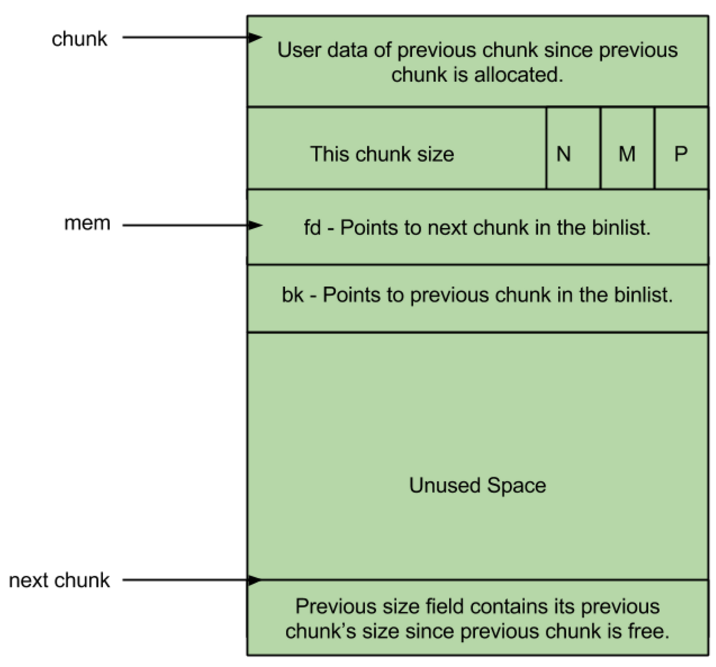 chunk
User data of previous chunk since previous
chunk is allocated.
This chunk size
N
M
P
mem
fd - Points to next chunk in the binlist.
bk - Points to previous chunk in the binlist.
Unused Space
next chunk
Previous size field contains its previous
chunk's size since previous chunk is free.